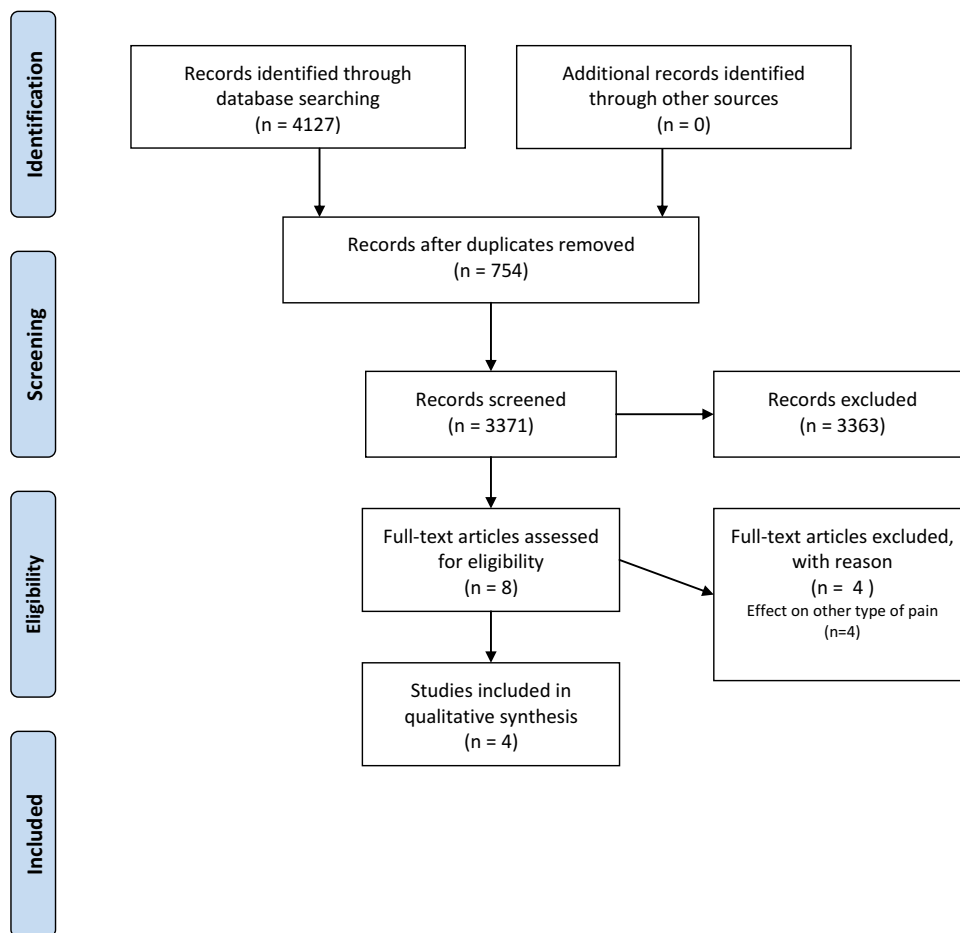 Identification
Records identified through
database searching
(n = 4127)
Additional records identified
through other sources
(n = 0)
Records after duplicates removed
(n = 754)
Screening
Records screened
(n = 3371)
Records excluded
(n = 3363)
Eligibility
Full-text articles assessed
for eligibility
(n = 8)
Full-text articles excluded,
with reason
(n =  4 )
Effect on other type of pain
(n=4)
Studies included in
qualitative synthesis
(n = 4)
Included